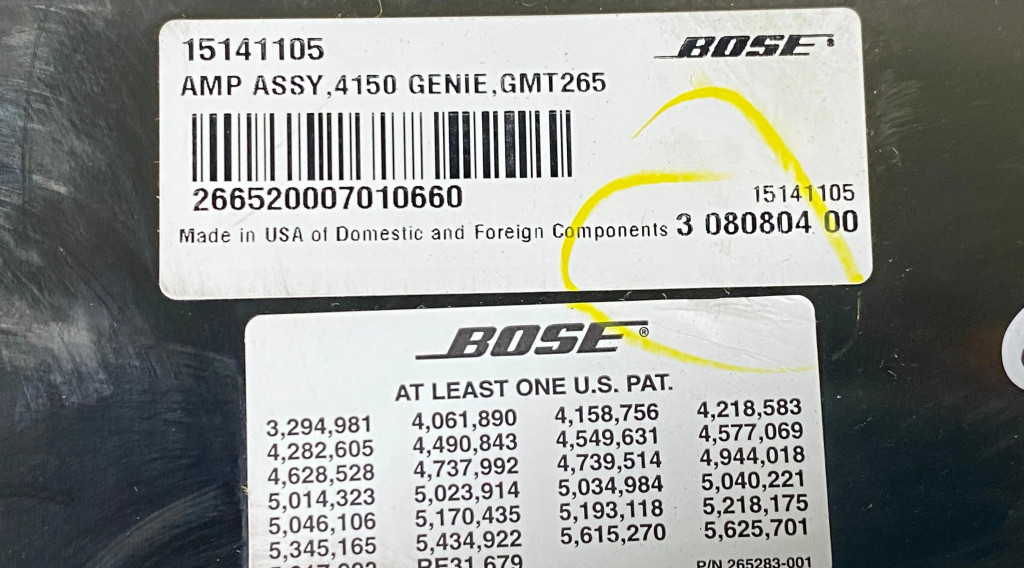 15141105
BOSE®
AMP ASSY,4150 GENIE,GMT265
266520007010660
15141105
Made in USA of Domestic and Foreign Components 3 080804 00
BOSE®
AT LEAST ONE U.S. PAT.
3,294,981 4,061,890 4,158,756 4,218,583
4,282,605 4,490,843 4,549,631 4,577,069
4,628,528 4,737,992 4,739,514 4,944,018
5,014,323 5,023,914 5,034,984 5,040,221
5,046,106 5,170,435 5,193,118 5,218,175
5,345,165 5,434,922 5,615,270 5,625,701
RE31,679 P/N 265283-001